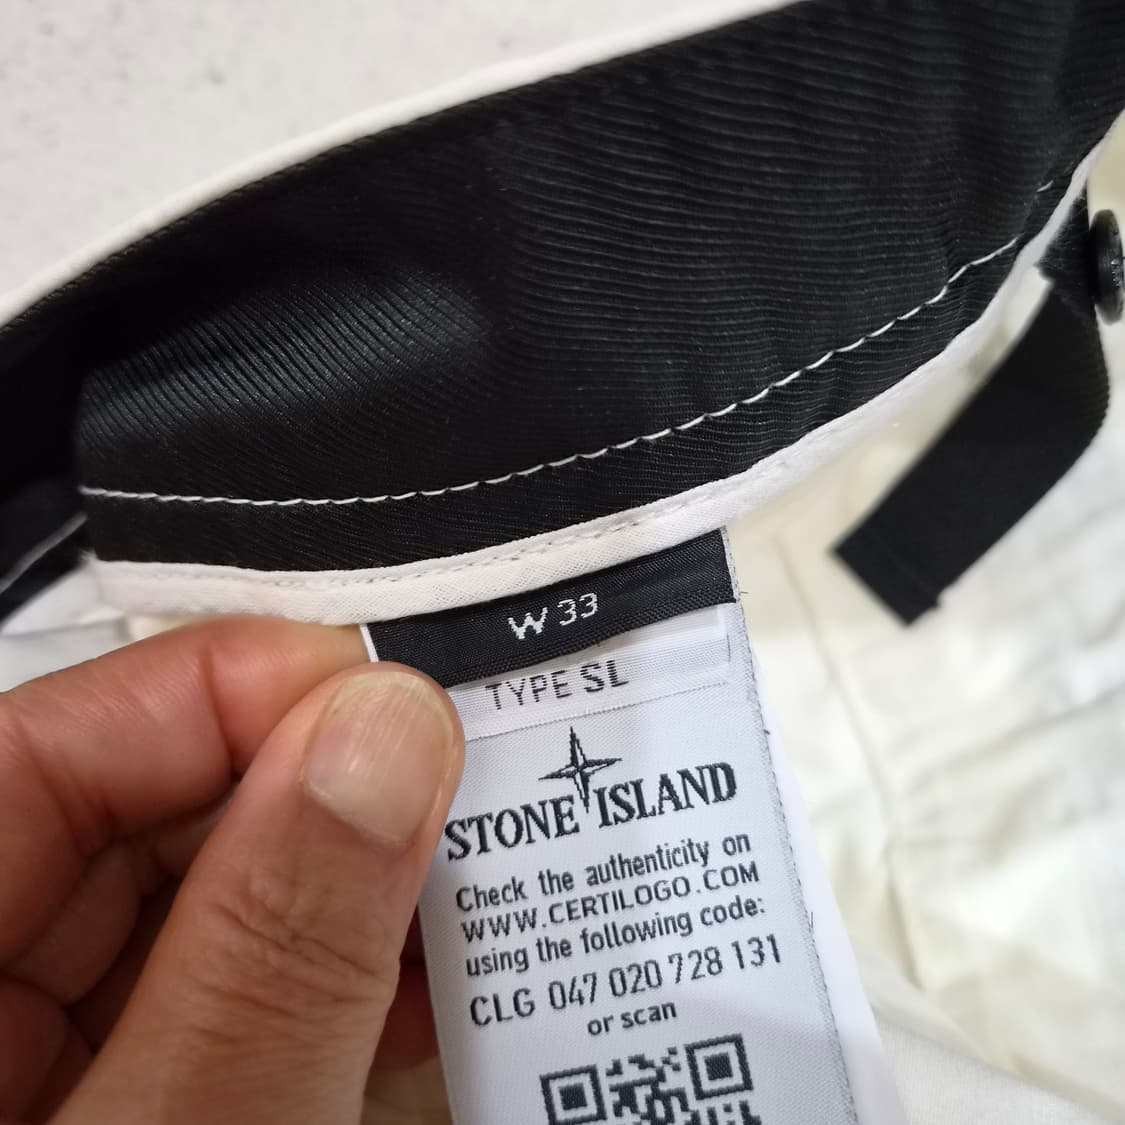 W 33
TYPE SL
STONE ISLAND
Check the authenticity on
WWW.CERTILOGO.COM
using the following code:
CLG 047 020 728 131
or scan